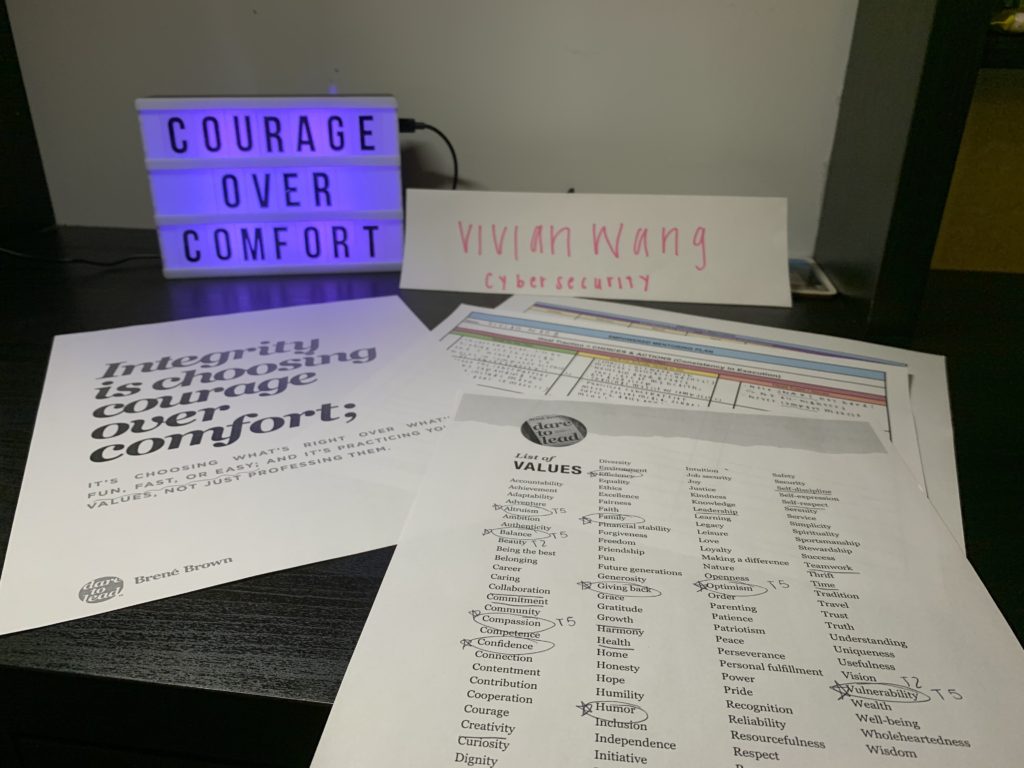 COURAGE
OVER
COMFORT
Vivian Wang
Cybersecurity
Integrity
is choosing
courage
over
comfort;
IT'S CHOOSING WHAT'S RIGHT OVER WHAT'
FUN, FAST, OR EASY; AND IT'S PRACTICING YO
VALUES, NOT JUST PROFESSING THEM.
dare
to lead
Brené Brown
EMPOWERED MENTORING PLAN
CHOICES & ACTIONS (Consistency in Execution)
dare
to
lead
List of
VALUES
Accountability
Achievement
Adaptability
Adventure
Altruism T5
Ambition
Authenticity
Balance T5
Beauty T2
Being the best
Belonging
Career
Caring
Collaboration
Commitment
Community
Compassion T5
Competence
Confidence
Connection
Contentment
Contribution
Cooperation
Courage
Creativity
Curiosity
Dignity
Diversity
Environment
Efficiency
Equality
Ethics
Excellence
Fairness
Faith
Family
Financial stability
Forgiveness
Freedom
Friendship
Fun
Future generations
Generosity
Giving back
Grace
Gratitude
Growth
Harmony
Health
Home
Honesty
Hope
Humility
Humor
Inclusion
Independence
Initiative
Intuition
Job security
Joy
Justice
Kindness
Knowledge
Leadership
Learning
Legacy
Leisure
Love
Loyalty
Making a difference
Nature
Openness
Optimism T5
Order
Parenting
Patience
Patriotism
Peace
Perseverance
Personal fulfillment
Power
Pride
Recognition
Reliability
Resourcefulness
Respect
Safety
Security
Self-discipline
Self-expression
Self-respect
Serenity
Service
Simplicity
Spirituality
Sportsmanship
Stewardship
Success
Teamwork
Thrift
Time
Tradition
Travel
Trust
Truth
Understanding
Uniqueness
Usefulness
Vision T2
Vulnerability T5
Wealth
Well-being
Wholeheartedness
Wisdom